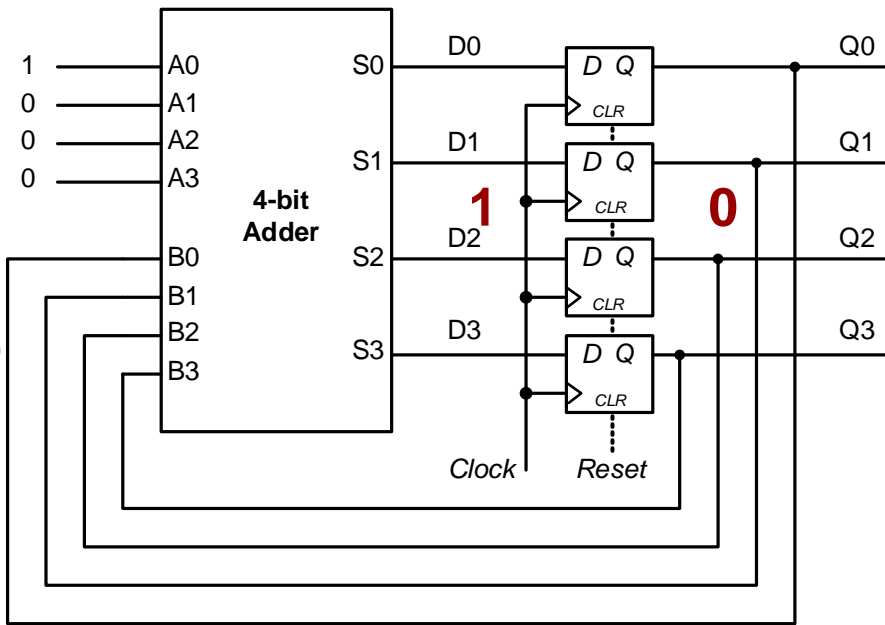 D0 Q0
1 A0 S0 D Q
0 A1 CLR
0 A2 D1 Q1
0 A3 S1 D Q
4-bit 1 CLR 0
Adder D2 Q2
B0 S2 D Q
B1 CLR
B2 D3 Q3
B3 S3 D Q
CLR
Clock Reset